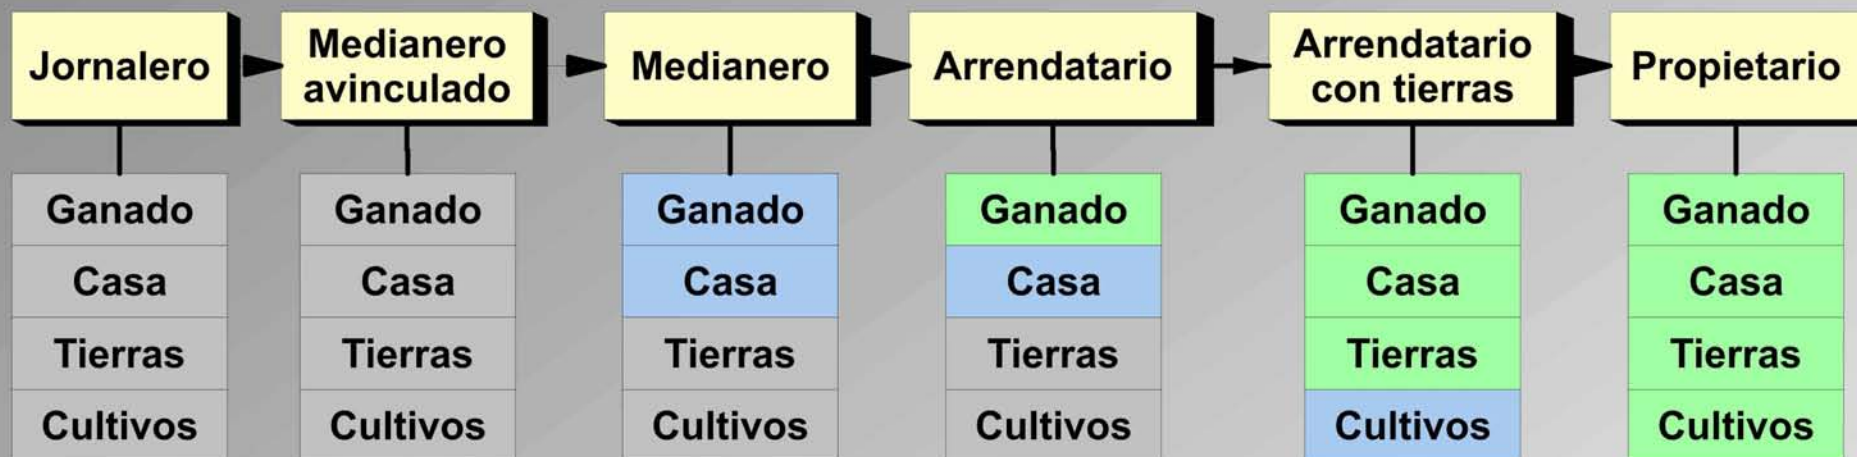 Jornalero
Medianero
avinculado
Medianero
Arrendatario
Arrendatario
con tierras
Propietario
Ganado
Ganado
Ganado
Ganado
Ganado
Ganado
Casa
Casa
Casa
Casa
Casa
Casa
Tierras
Tierras
Tierras
Tierras
Tierras
Tierras
Cultivos
Cultivos
Cultivos
Cultivos
Cultivos
Cultivos